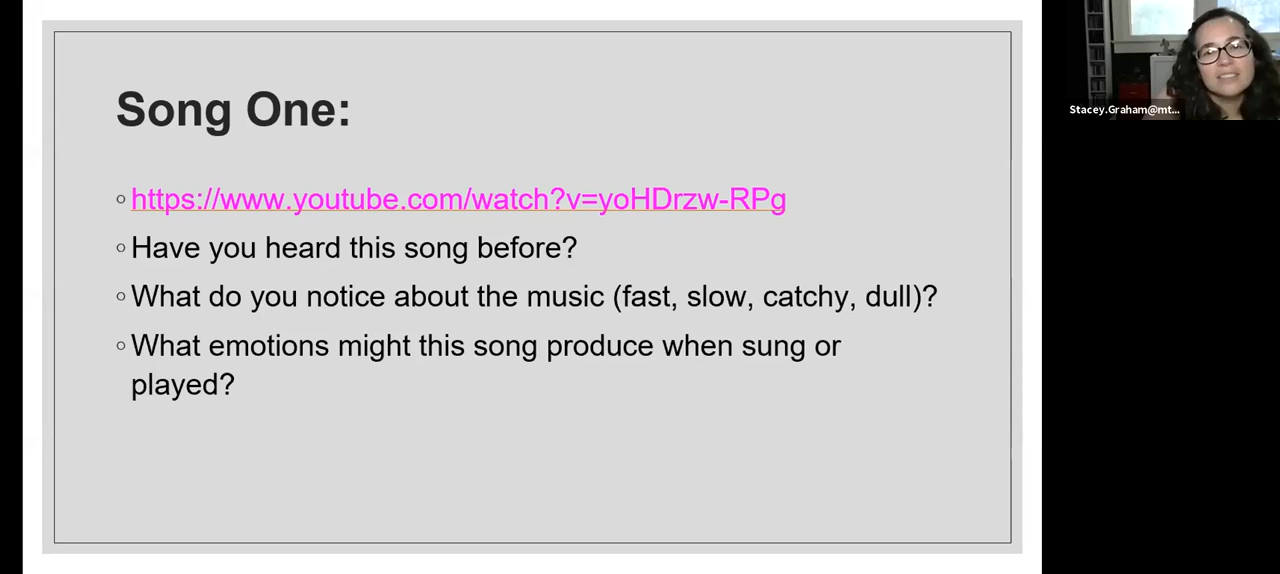 Song One:
https://www.youtube.com/watch?v=yoHDrzw-RPg
Have you heard this song before?
What do you notice about the music (fast, slow, catchy, dull)?
What emotions might this song produce when sung or
played?
Stacey.Graham@mt...